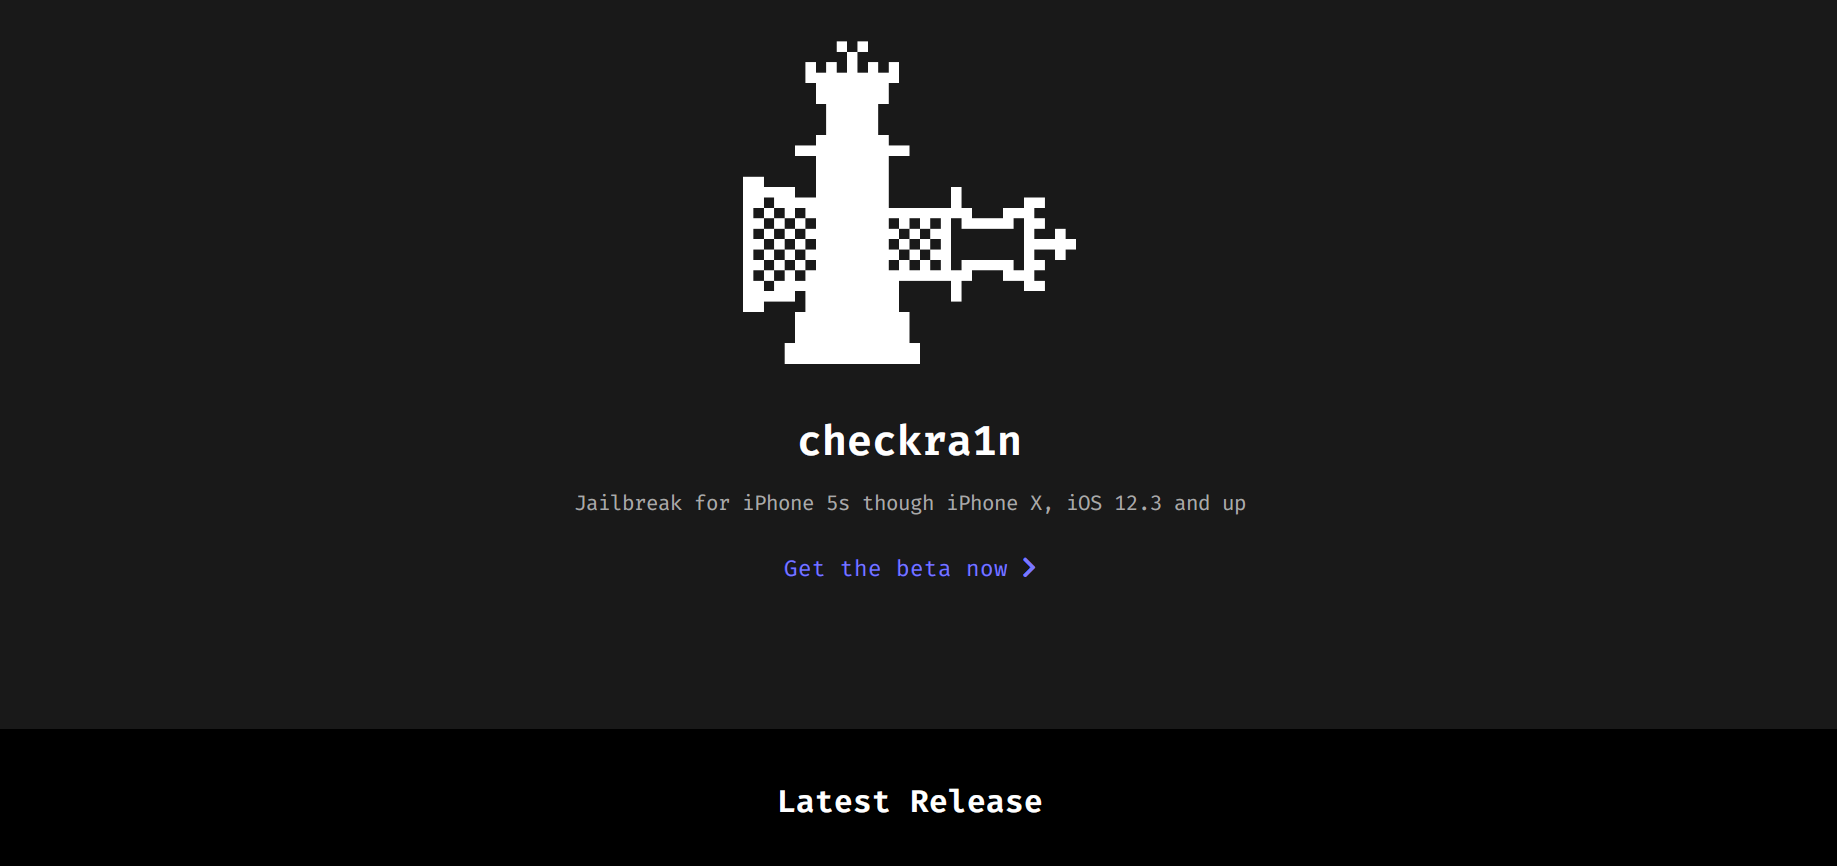 checkra1n
Jailbreak for iPhone 5s though iPhone X, iOS 12.3 and up
Get the beta now
Latest Release